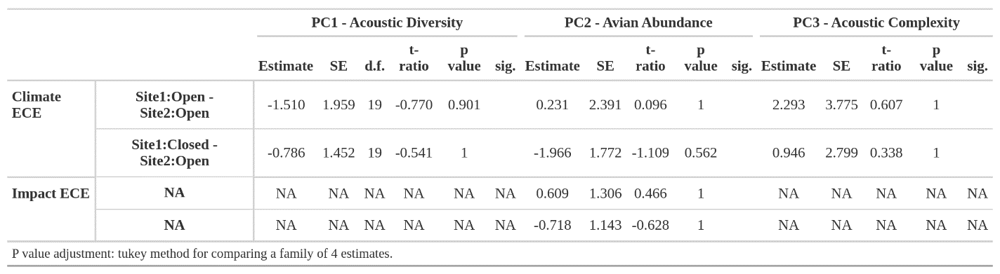 PC1 - Acoustic Diversity PC2 - Avian Abundance PC3 - Acoustic Complexity
Estimate SE d.f. t-ratio p value sig. Estimate SE t-ratio p value sig. Estimate SE t-ratio p value sig.
Climate ECE Site1:Open - Site2:Open -1.510 1.959 19 -0.770 0.901 0.231 2.391 0.096 1 2.293 3.775 0.607 1
Site1:Closed - Site2:Open -0.786 1.452 19 -0.541 1 -1.966 1.772 -1.109 0.562 0.946 2.799 0.338 1
Impact ECE NA NA NA NA NA NA NA 0.609 1.306 0.466 1 NA NA NA NA NA
NA NA NA NA NA NA NA -0.718 1.143 -0.628 1 NA NA NA NA NA
P value adjustment: tukey method for comparing a family of 4 estimates.